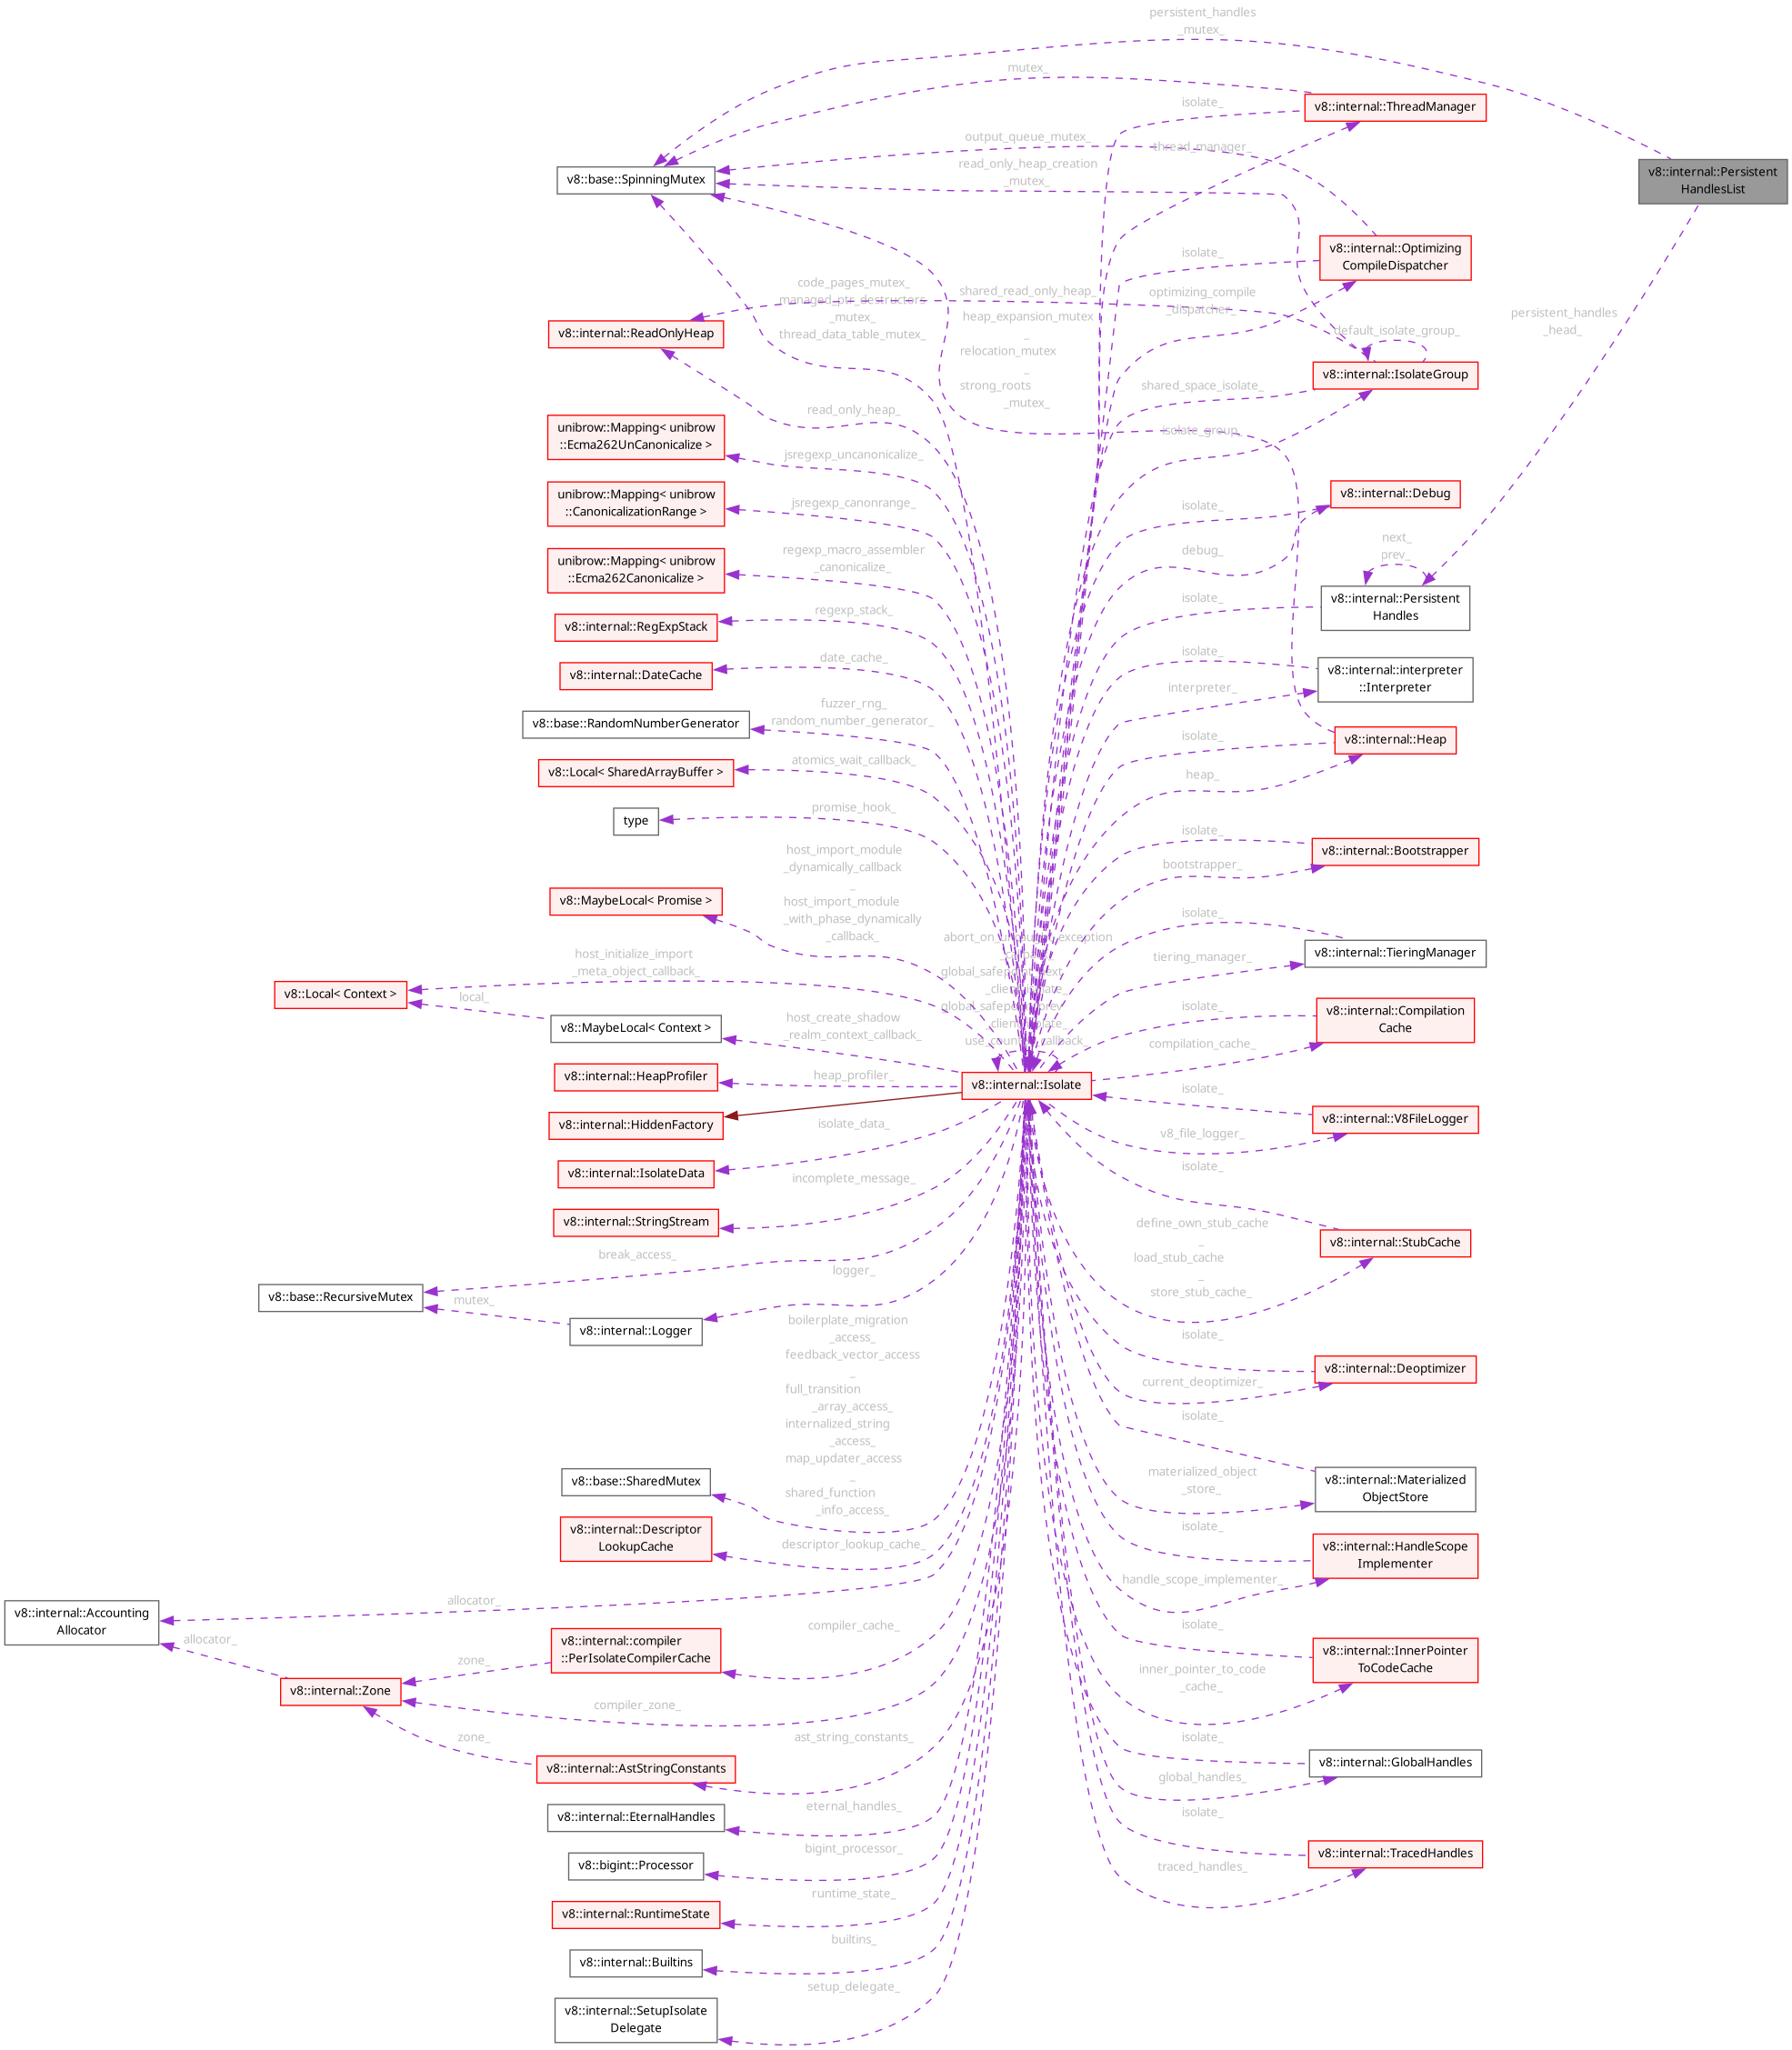 persistent_handles
_mutex_
mutex_
v8::internal::ThreadManager
isolate_
output_queue_mutex_
thread_manager_
read_only_heap_creation
_mutex_
v8::base::SpinningMutex
v8::internal::Persistent
HandlesList
v8::internal::Optimizing
CompileDispatcher
isolate_
code_pages_mutex_
managed_ptr_destructors
_mutex_
thread_data_table_mutex_
shared_read_only_heap_
heap_expansion_mutex
_
relocation_mutex
_
strong_roots
_mutex_
optimizing_compile
_dispatcher_
persistent_handles
_head_
v8::internal::ReadOnlyHeap
default_isolate_group_
v8::internal::IsolateGroup
shared_space_isolate_
read_only_heap_
isolate_group_
unibrow::Mapping< unibrow
::Ecma262UnCanonicalize >
jsregexp_uncanonicalize_
unibrow::Mapping< unibrow
::CanonicalizationRange >
jsregexp_canonrange_
isolate_
v8::internal::Debug
unibrow::Mapping< unibrow
::Ecma262Canonicalize >
regexp_macro_assembler
_canonicalize_
debug_
next_
prev_
v8::internal::Persistent
Handles
isolate_
v8::internal::RegExpStack
regexp_stack_
v8::internal::DateCache
date_cache_
isolate_
v8::internal::interpreter
::Interpreter
interpreter_
v8::base::RandomNumberGenerator
fuzzer_rng_
random_number_generator_
isolate_
v8::internal::Heap
v8::Local< SharedArrayBuffer >
atomics_wait_callback_
heap_
type
promise_hook_
isolate_
v8::internal::Bootstrapper
bootstrapper_
host_import_module
_dynamically_callback
_
host_import_module
_with_phase_dynamically
_callback_
v8::MaybeLocal< Promise >
isolate_
v8::internal::TieringManager
tiering_manager_
host_initialize_import
_meta_object_callback_
v8::Local< Context >
local_
v8::MaybeLocal< Context >
host_create_shadow
_realm_context_callback_
isolate_
v8::internal::Compilation
Cache
compilation_cache_
v8::internal::HeapProfiler
heap_profiler_
v8::internal::Isolate
v8::internal::HiddenFactory
isolate_
v8::internal::V8FileLogger
v8_file_logger_
v8::internal::IsolateData
isolate_data_
isolate_
v8::internal::StringStream
incomplete_message_
v8::internal::StubCache
define_own_stub_cache
_
load_stub_cache
_
store_stub_cache_
break_access_
v8::base::RecursiveMutex
mutex_
logger_
v8::internal::Logger
isolate_
v8::internal::Deoptimizer
current_deoptimizer_
boilerplate_migration
_access_
feedback_vector_access
_
full_transition
_array_access_
internalized_string
_access_
map_updater_access
_
shared_function
_info_access_
isolate_
v8::base::SharedMutex
v8::internal::Materialized
ObjectStore
materialized_object
_store_
v8::internal::Descriptor
LookupCache
descriptor_lookup_cache_
isolate_
v8::internal::HandleScope
Implementer
handle_scope_implementer_
allocator_
v8::internal::Accounting
Allocator
allocator_
v8::internal::compiler
::PerIsolateCompilerCache
compiler_cache_
zone_
isolate_
v8::internal::InnerPointer
ToCodeCache
inner_pointer_to_code
_cache_
v8::internal::Zone
compiler_zone_
zone_
v8::internal::AstStringConstants
ast_string_constants_
isolate_
v8::internal::GlobalHandles
global_handles_
v8::internal::EternalHandles
eternal_handles_
isolate_
v8::internal::TracedHandles
traced_handles_
v8::bigint::Processor
bigint_processor_
v8::internal::RuntimeState
runtime_state_
v8::internal::Builtins
builtins_
v8::internal::SetupIsolate
Delegate
setup_delegate_